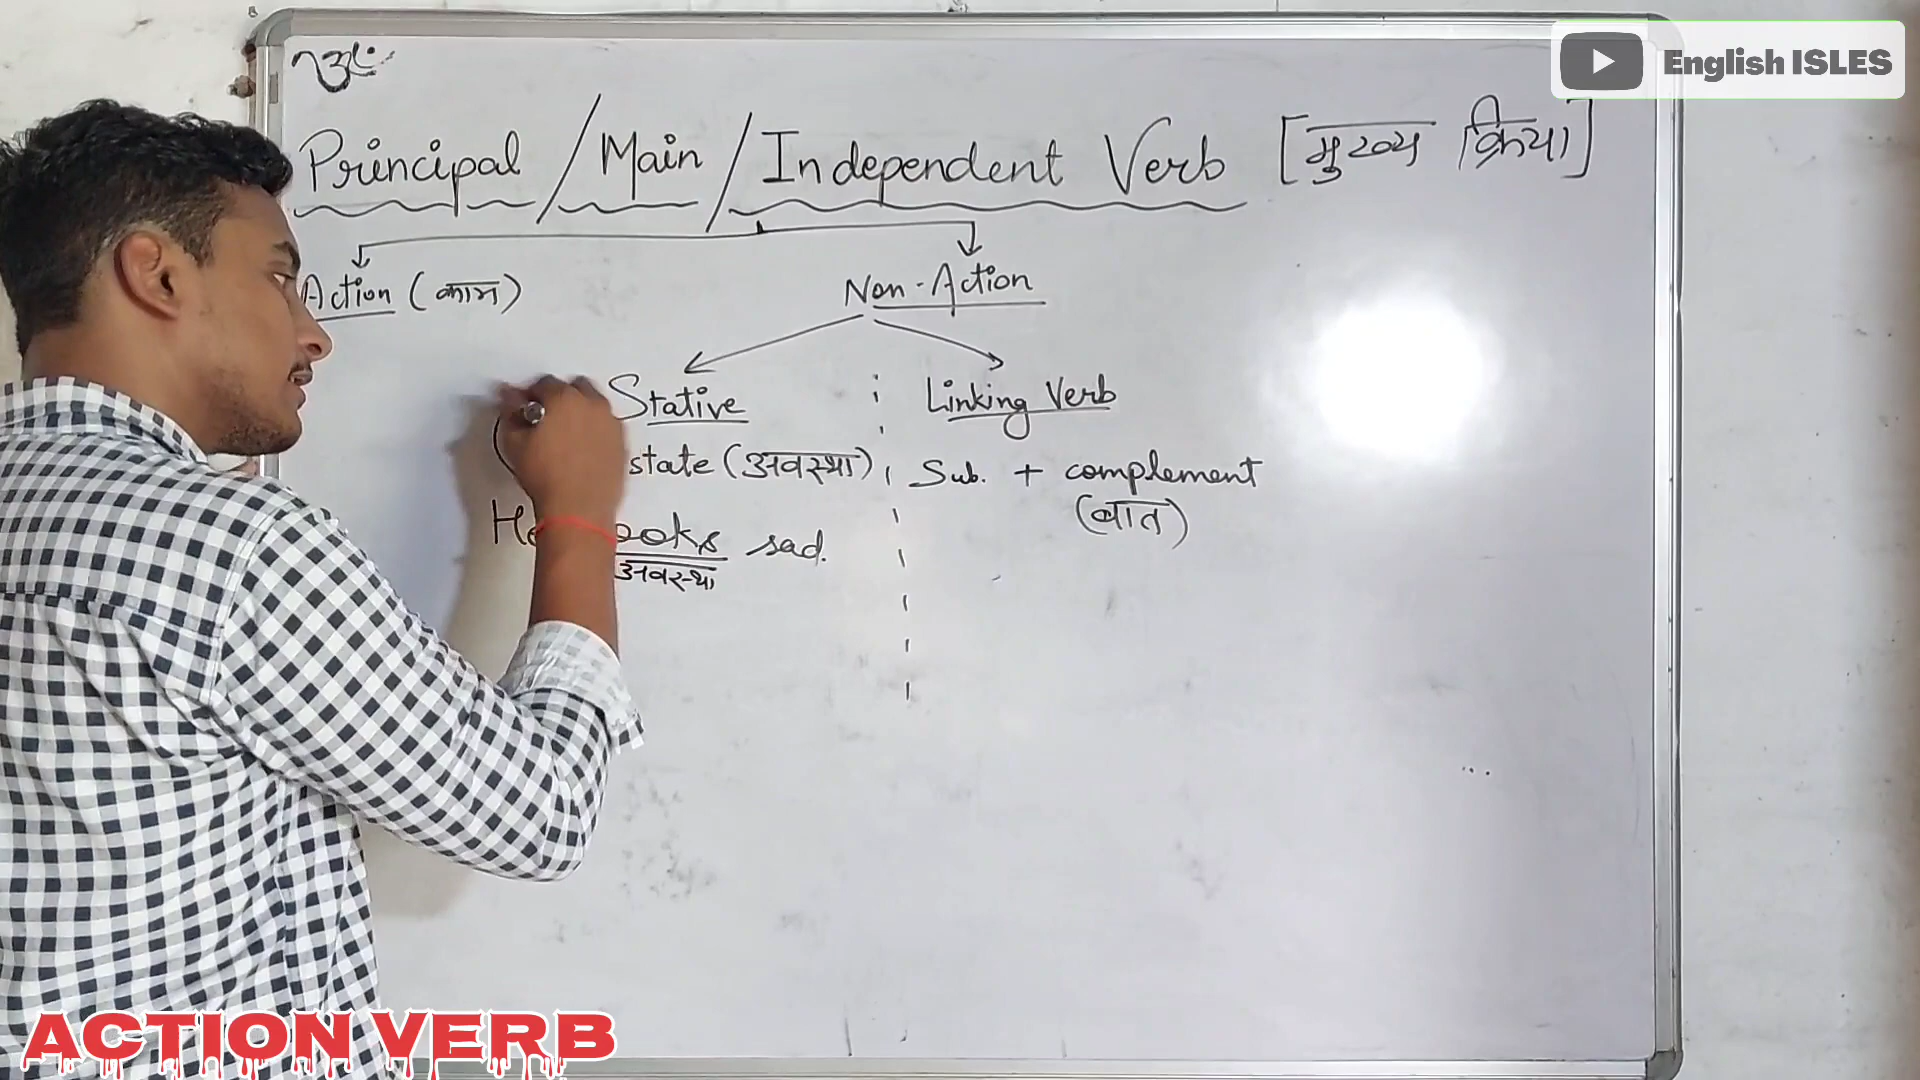 English ISLES
ॐ
Principal / Main / Independent Verb [मुख्य क्रिया]
Action (काम)
Non-Action
Stative
Linking Verb
state (अवस्था)
Sub. + complement
(बात)
sad.
अवस्था
ACTION VERB